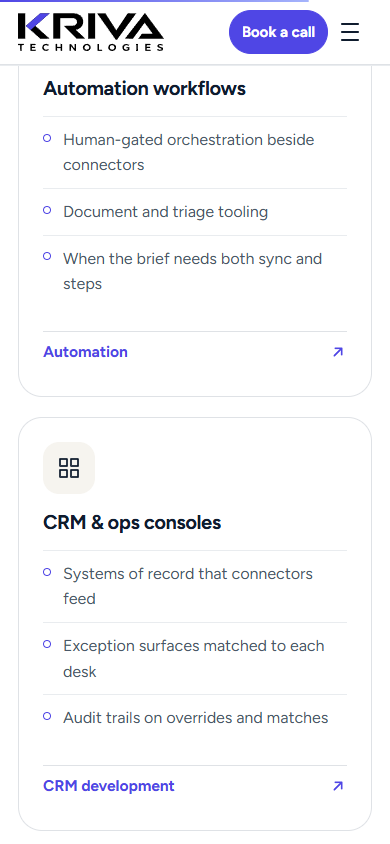 KRIVA
TECHNOLOGIES
Book a call
Automation workflows
Human-gated orchestration beside
connectors
Document and triage tooling
When the brief needs both sync and
steps
Automation
CRM & ops consoles
Systems of record that connectors
feed
Exception surfaces matched to each
desk
Audit trails on overrides and matches
CRM development